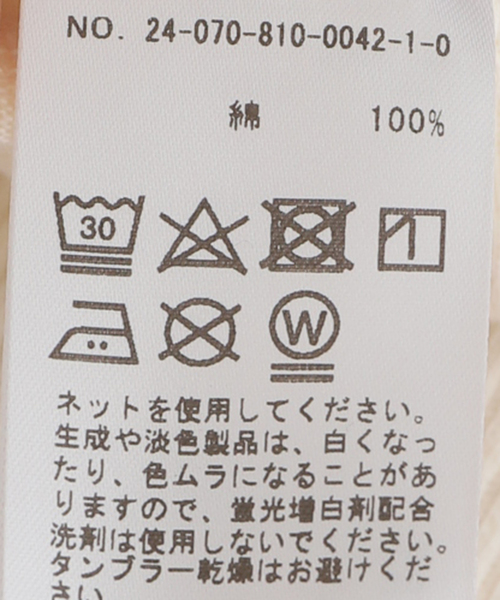 NO. 24-070-810-0042-1-0
綿 100%
30
W
ネットを使用してください。
生成や淡色製品は、白くなっ
たり、色ムラになることがあ
りますので、蛍光増白剤配合
洗剤は使用しないでください。
タンブラー乾燥はお避けくだ
さい